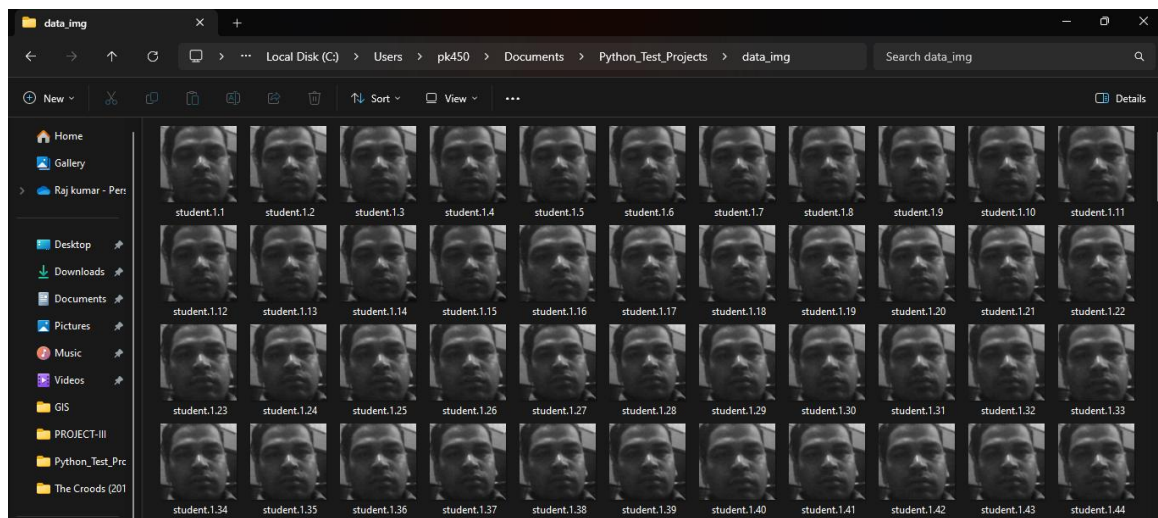 data_img
Local Disk (C:) > Users > pk450 > Documents > Python_Test_Projects > data_img
Search data_img
New
Sort
View
Details
Home
Gallery
Raj kumar - Pers
Desktop
Downloads
Documents
Pictures
Music
Videos
GIS
PROJECT-III
Python_Test_Prc
The Croods (201
student.1.1 student.1.2 student.1.3 student.1.4 student.1.5 student.1.6 student.1.7 student.1.8 student.1.9 student.1.10 student.1.11
student.1.12 student.1.13 student.1.14 student.1.15 student.1.16 student.1.17 student.1.18 student.1.19 student.1.20 student.1.21 student.1.22
student.1.23 student.1.24 student.1.25 student.1.26 student.1.27 student.1.28 student.1.29 student.1.30 student.1.31 student.1.32 student.1.33
student.1.34 student.1.35 student.1.36 student.1.37 student.1.38 student.1.39 student.1.40 student.1.41 student.1.42 student.1.43 student.1.44